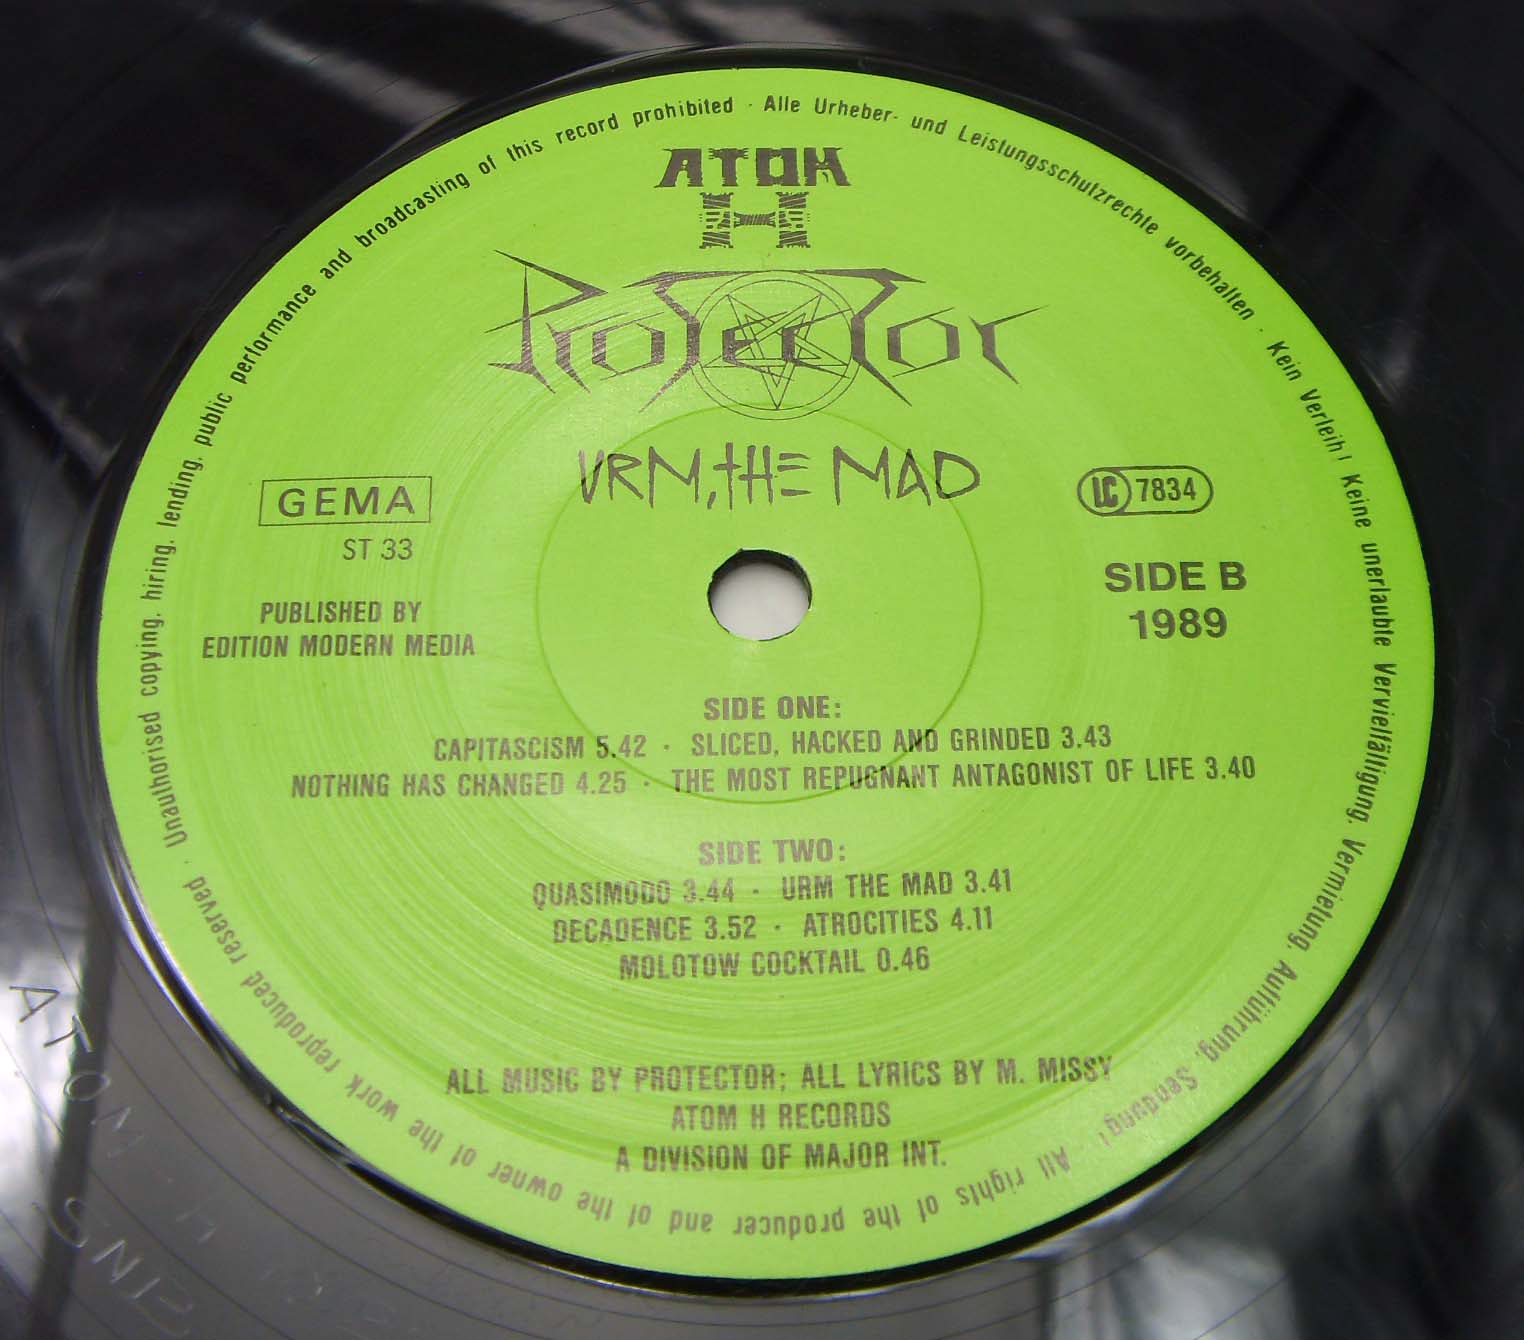 Unauthorised copying, hiring, lending, public performance and broadcasting of this record prohibited · Alle Urheber- und Leistungsschutzrechte vorbehalten · Kein Verleih! Keine unerlaubte Vervielfältigung, Vermietung, Aufführung, Sendung! · All rights of the producer and of the owner of the work reproduced reserved ·
ATOM
H
ProtecTor
URM, tHE MAD
GEMA
ST 33
LC 7834
PUBLISHED BY
EDITION MODERN MEDIA
SIDE B
1989
SIDE ONE:
CAPITASCISM 5.42 · SLICED, HACKED AND GRINDED 3.43
NOTHING HAS CHANGED 4.25 · THE MOST REPUGNANT ANTAGONIST OF LIFE 3.40
SIDE TWO:
QUASIMODO 3.44 · URM THE MAD 3.41
DECADENCE 3.52 · ATROCITIES 4.11
MOLOTOW COCKTAIL 0.46
ALL MUSIC BY PROTECTOR; ALL LYRICS BY M. MISSY
ATOM H RECORDS
A DIVISION OF MAJOR INT.
ATOM H